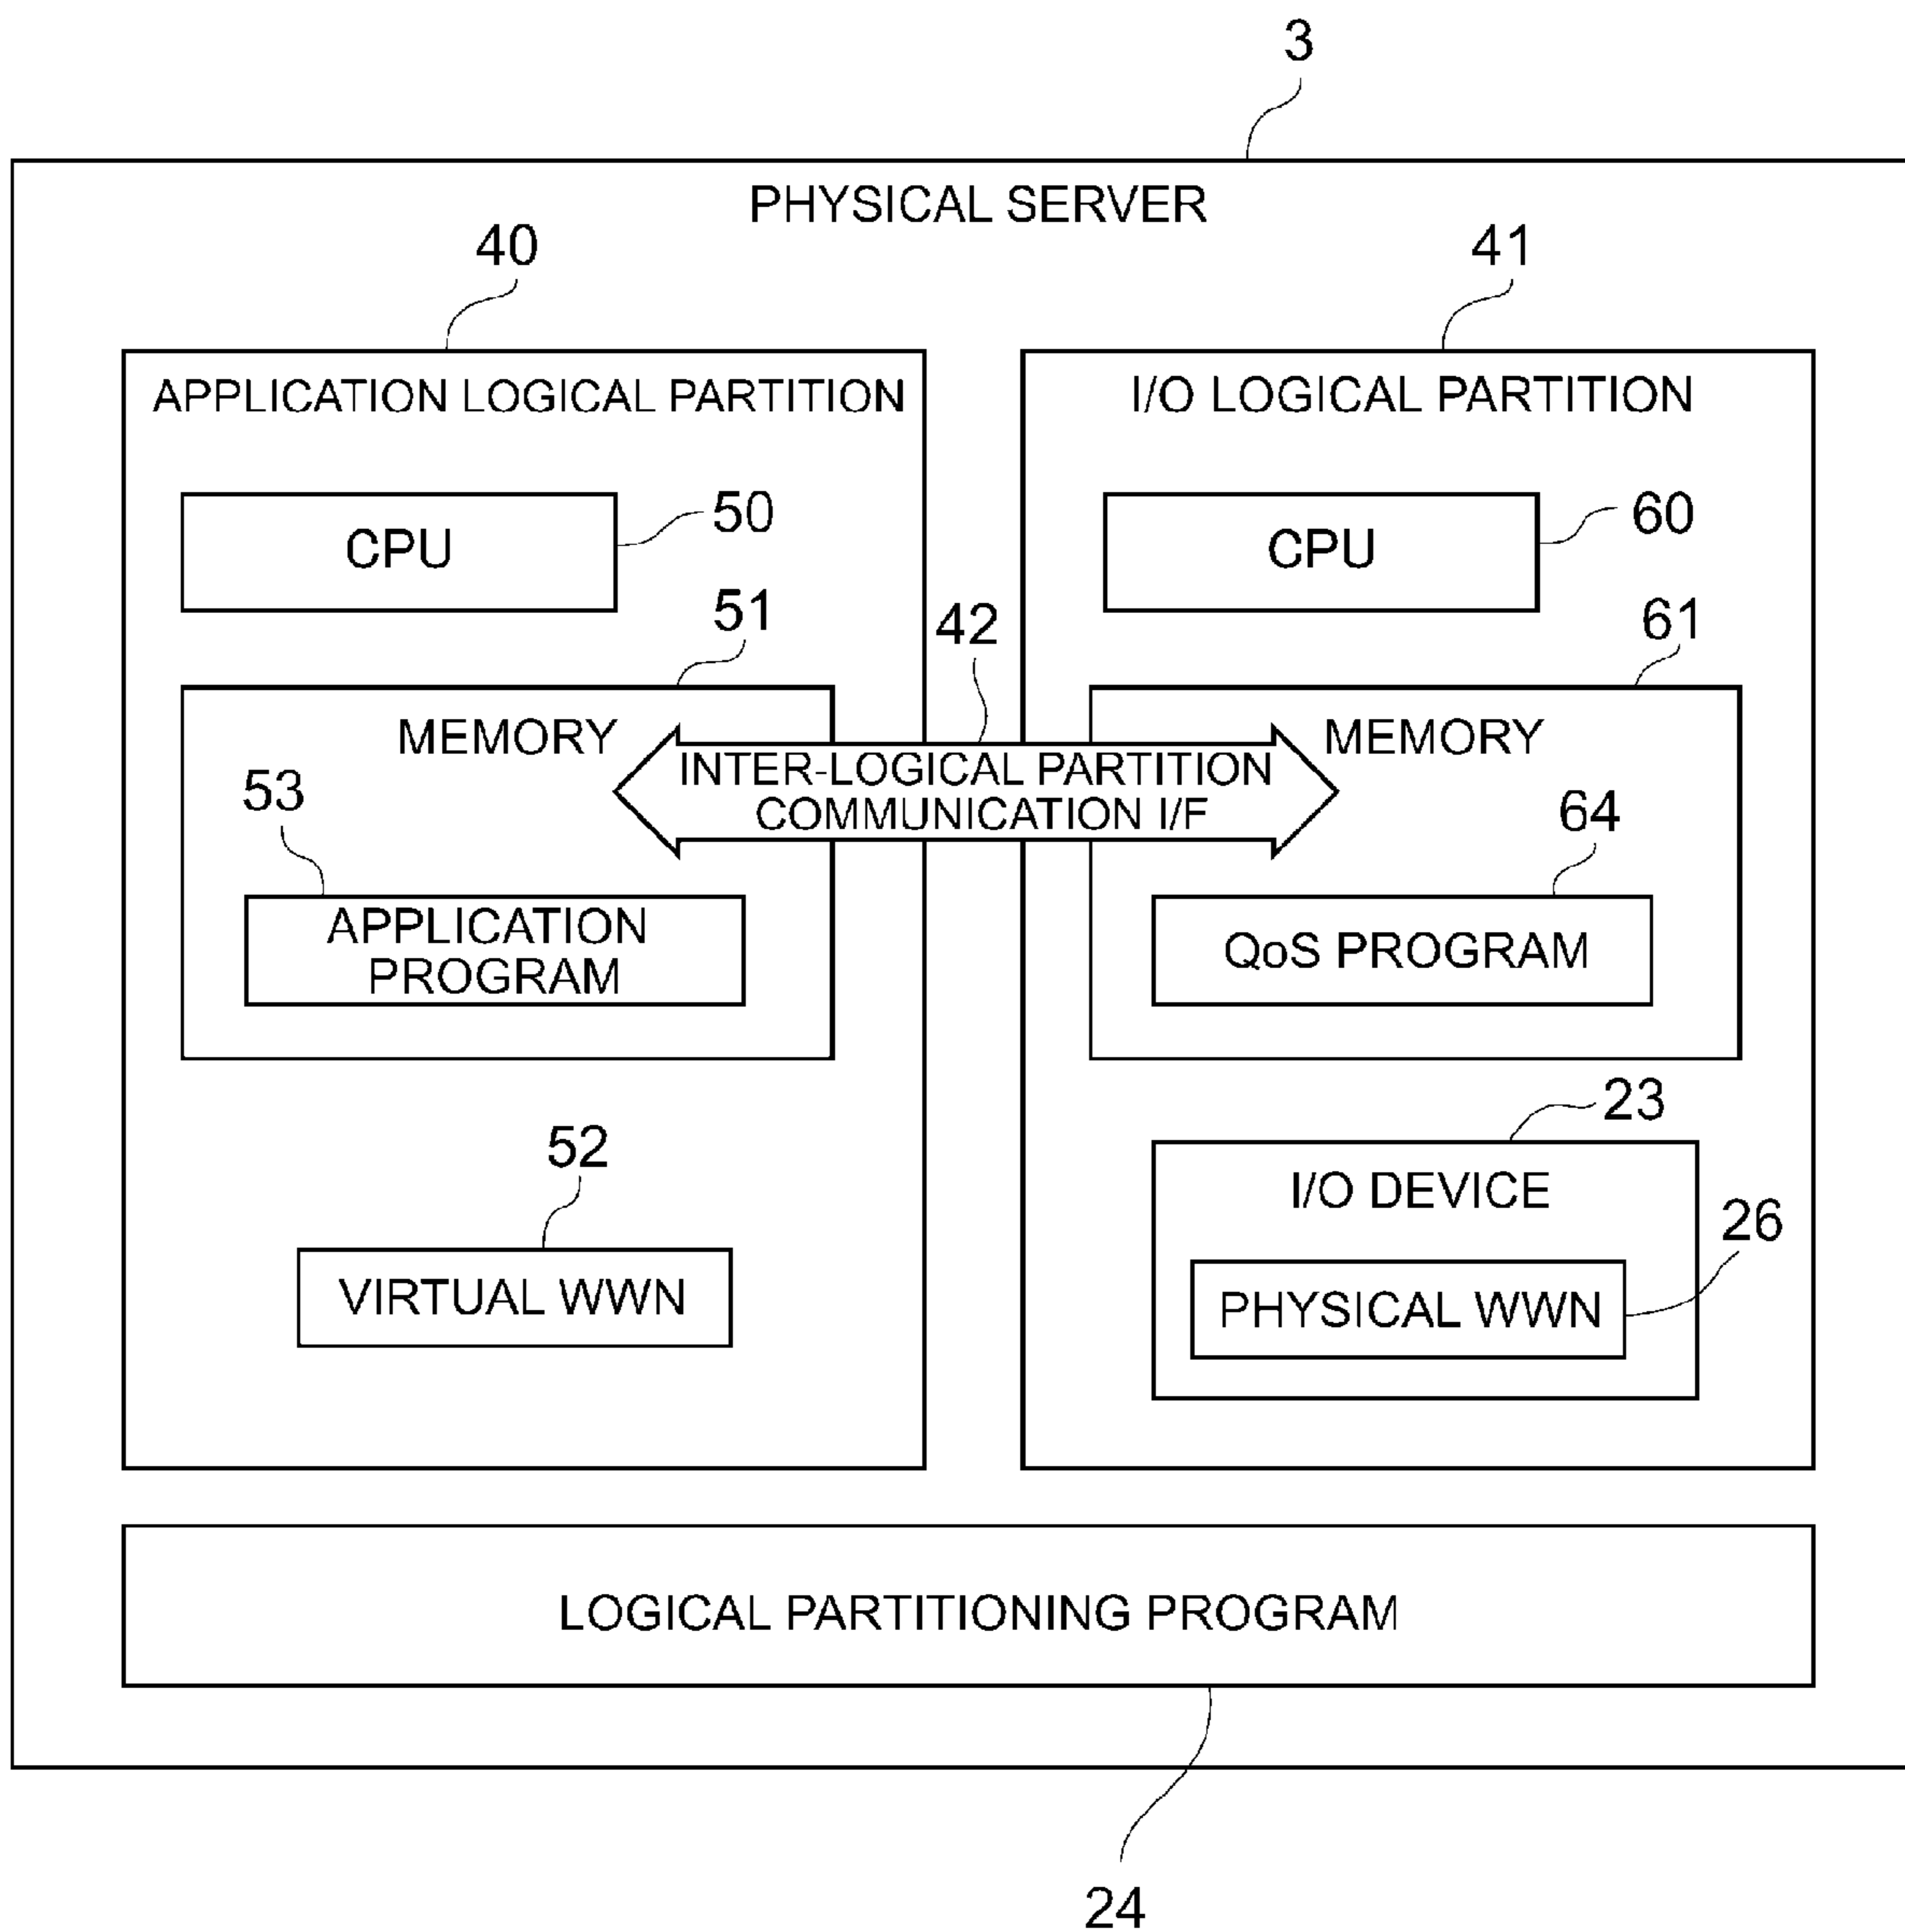 3
PHYSICAL SERVER
40
41
APPLICATION LOGICAL PARTITION
I/O LOGICAL PARTITION
CPU
50
CPU
60
51
42
61
MEMORY
MEMORY
INTER-LOGICAL PARTITION
COMMUNICATION I/F
53
64
APPLICATION
PROGRAM
QoS PROGRAM
23
52
I/O DEVICE
26
VIRTUAL WWN
PHYSICAL WWN
LOGICAL PARTITIONING PROGRAM
24